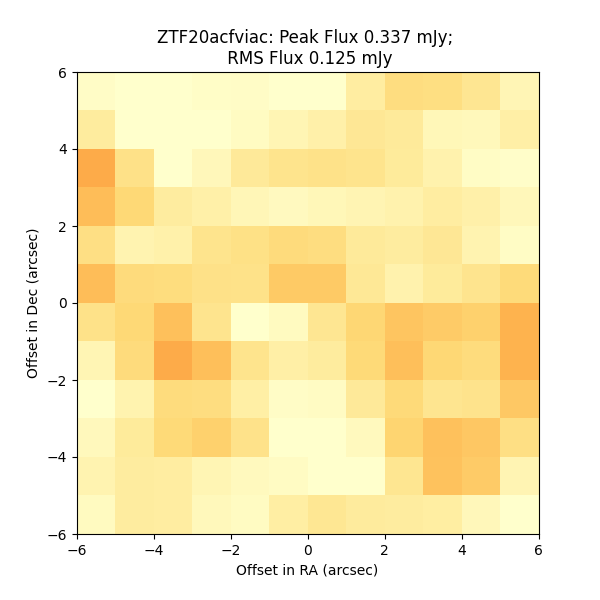 ZTF20acfviac: Peak Flux 0.337 mJy;
RMS Flux 0.125 mJy
6
4
2
0
−2
−4
−6
Offset in Dec (arcsec)
−6 −4 −2 0 2 4 6
Offset in RA (arcsec)